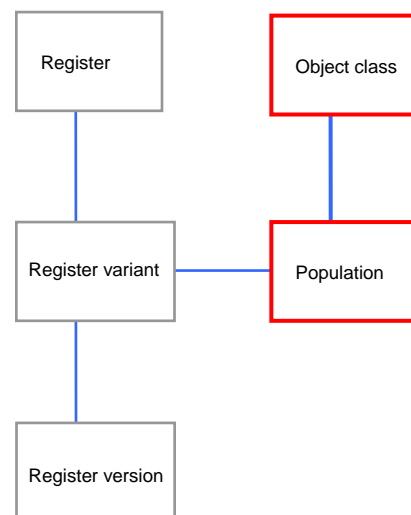 Register
Object class
Register variant
Population
Register version